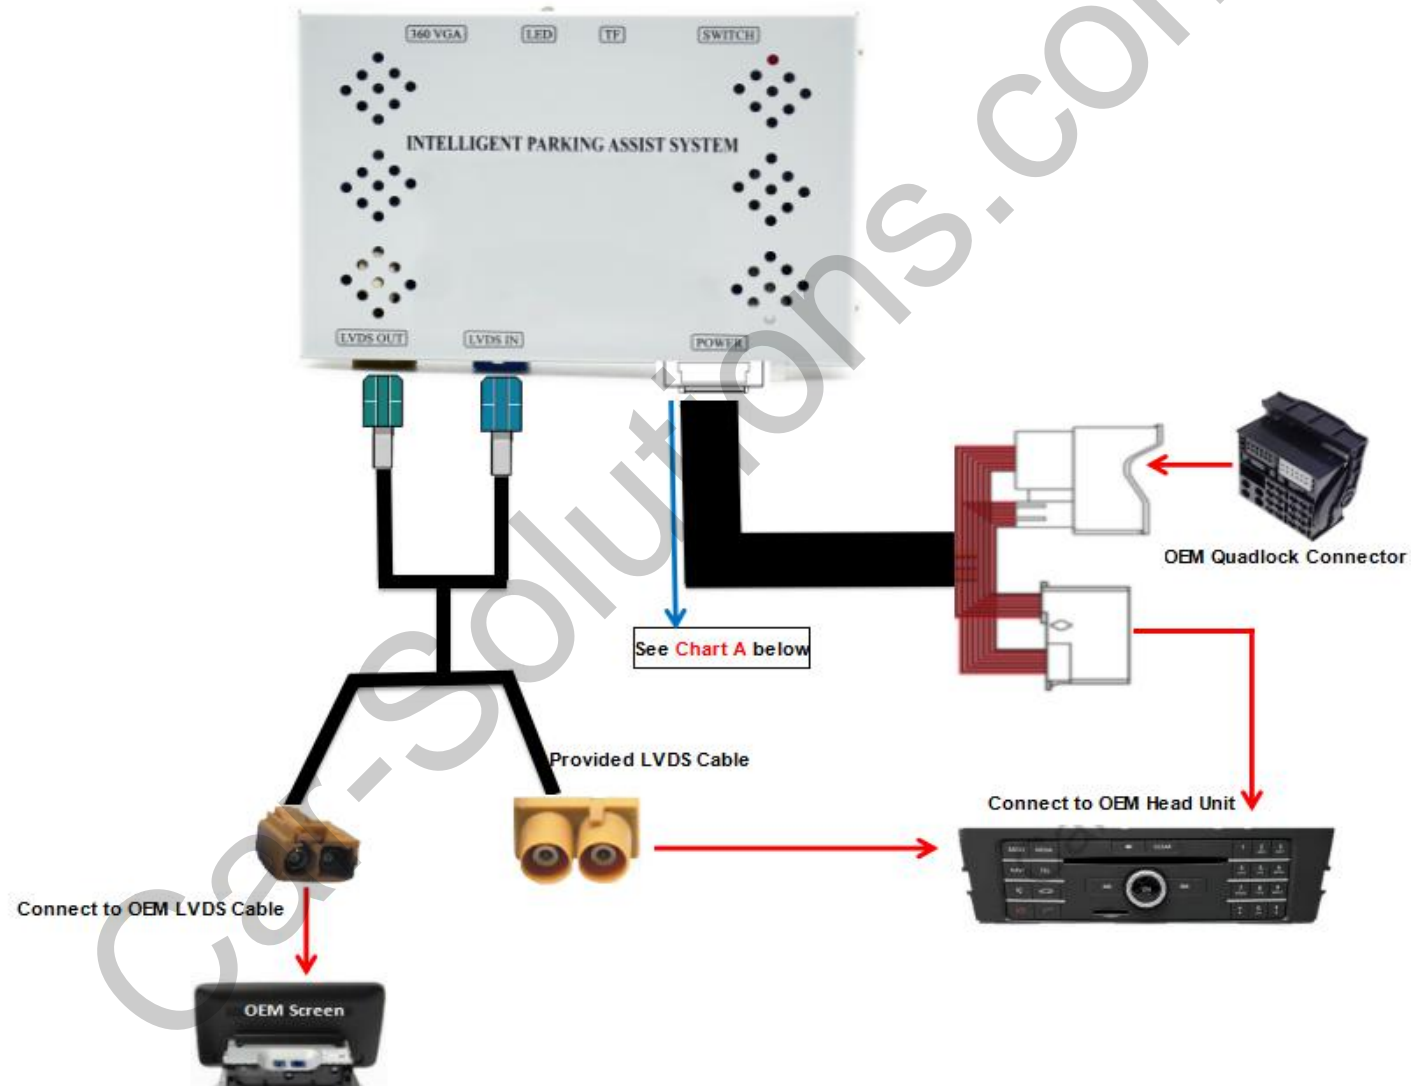 360 VGA
LED
TF
SWITCH
INTELLIGENT PARKING ASSIST SYSTEM
LVDS OUT
LVDS IN
POWER
OEM Quadlock Connector
See Chart A below
Provided LVDS Cable
Connect to OEM Head Unit
Connect to OEM LVDS Cable
OEM Screen
Car-Solutions.com